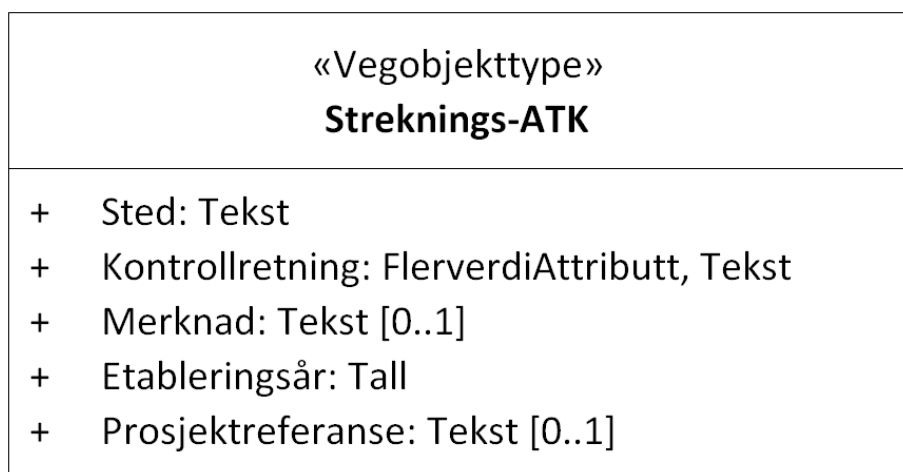 «Vegobjekttype»
Streknings-ATK
+ Sted: Tekst
+ Kontrollretning: FlerverdiAttributt, Tekst
+ Merknad: Tekst [0..1]
+ Etableringsår: Tall
+ Prosjektreferanse: Tekst [0..1]